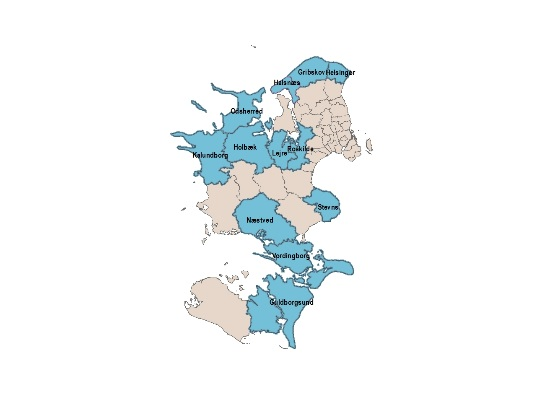 Gribskov Helsingør
Halsnæs
Odsherred
Holbæk
Lejre Roskilde
Kalundborg
Stevns
Næstved
Vordingborg
Guldborgsund